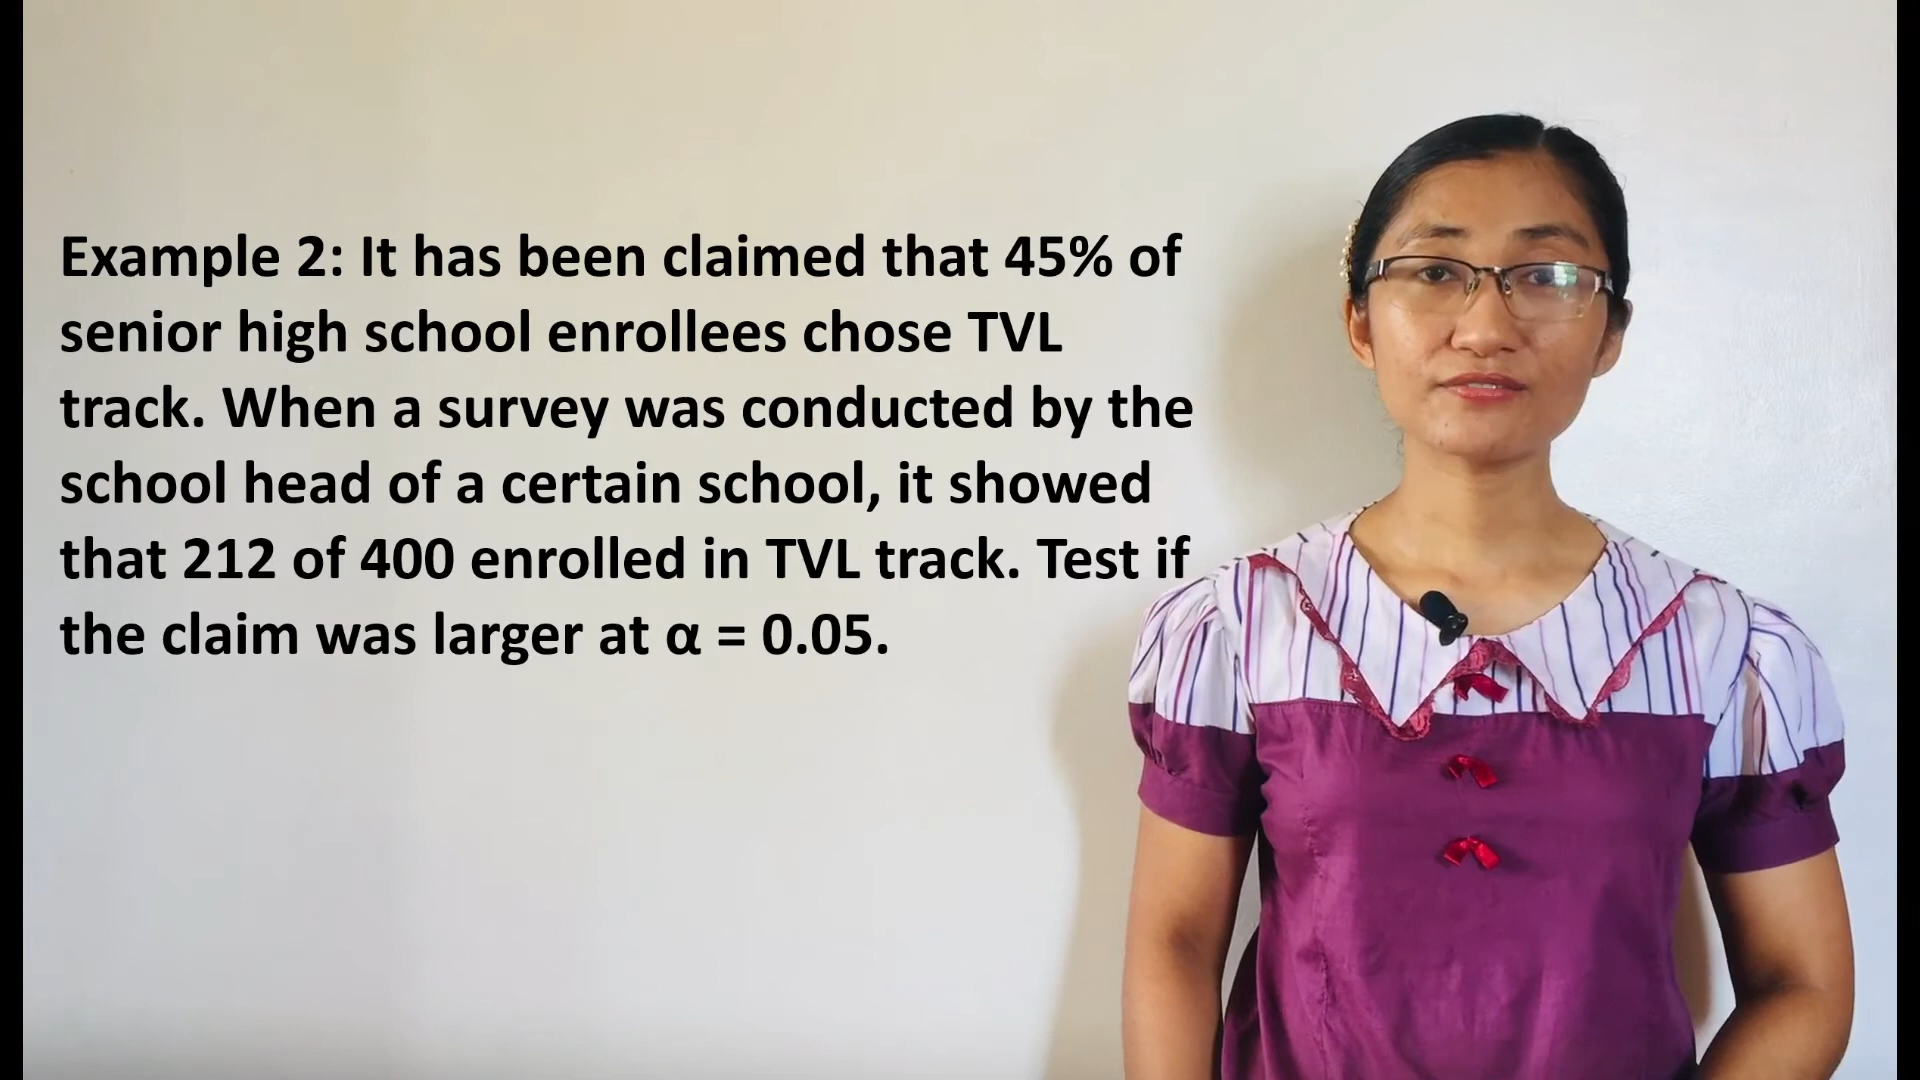 Example 2: It has been claimed that 45% of
senior high school enrollees chose TVL
track. When a survey was conducted by the
school head of a certain school, it showed
that 212 of 400 enrolled in TVL track. Test if
the claim was larger at α = 0.05.